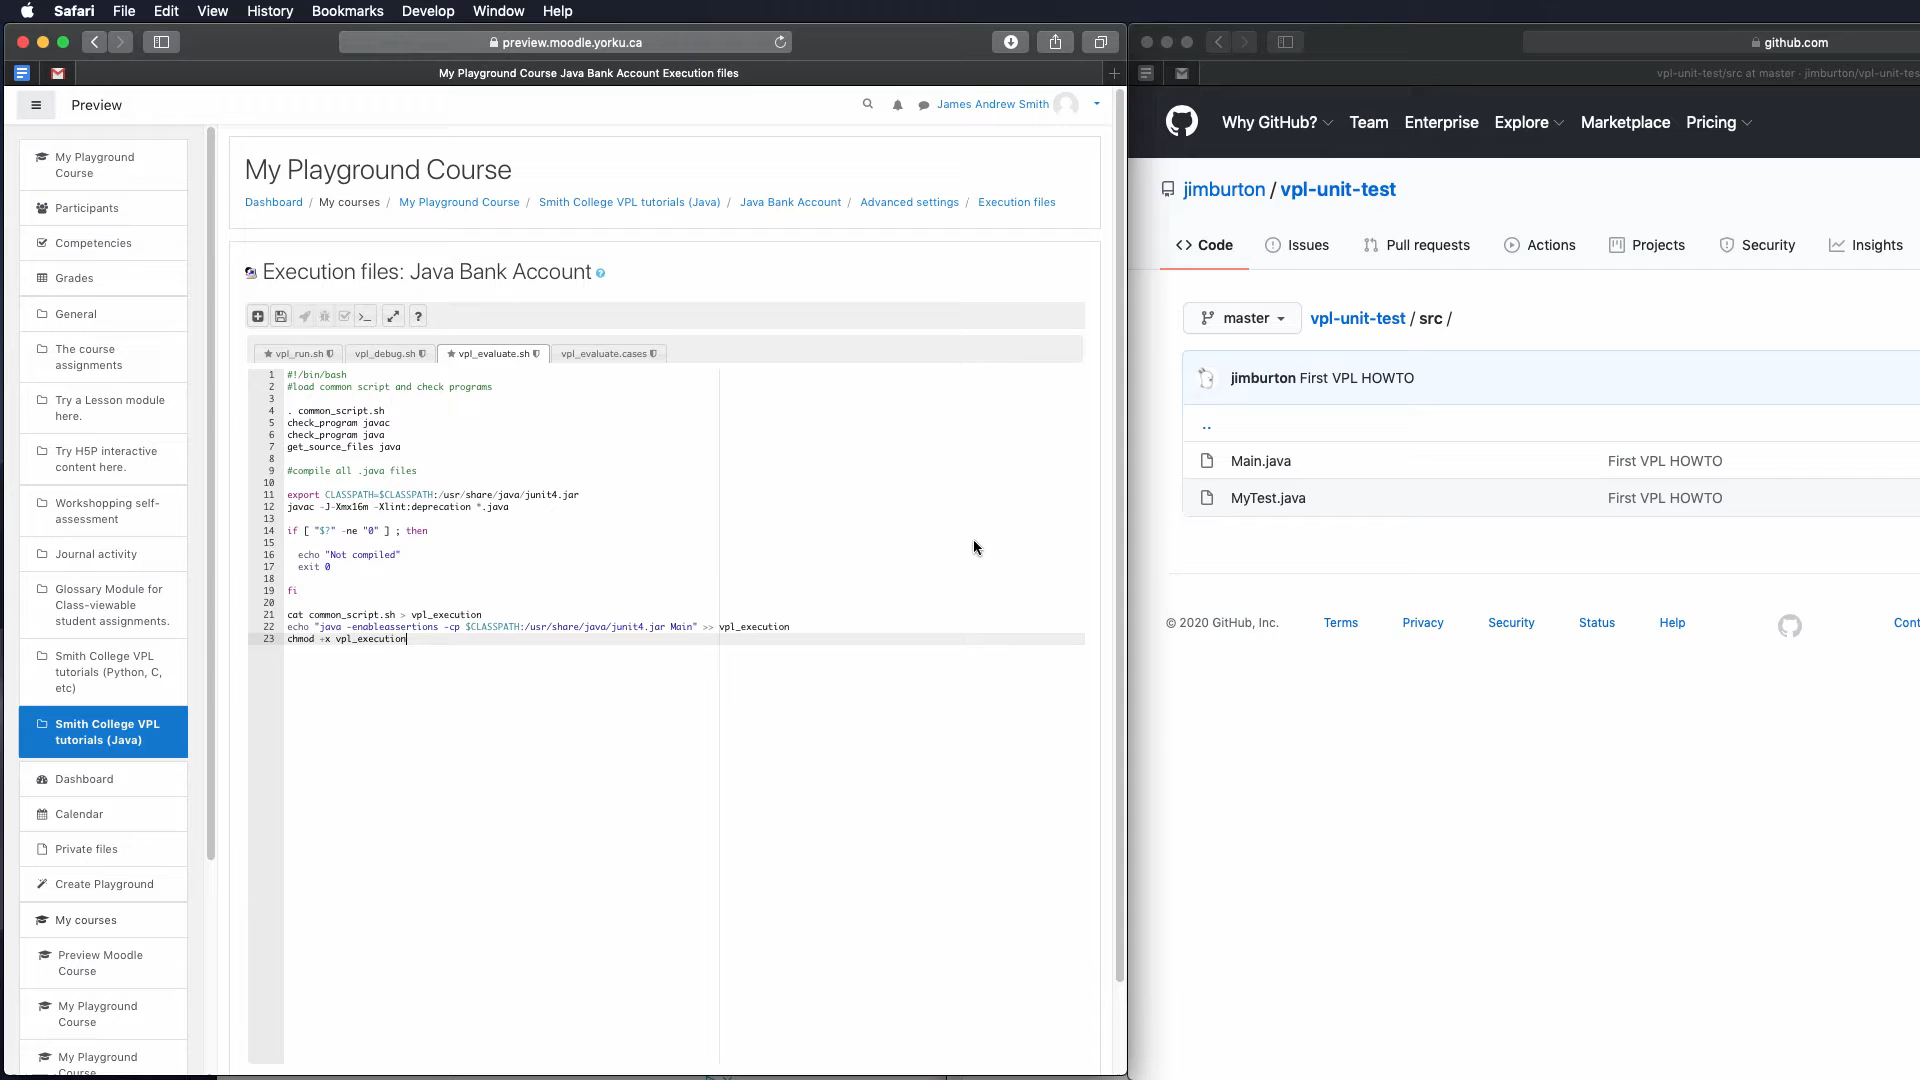 Safari File Edit View History Bookmarks Develop Window Help
preview.moodle.yorku.ca
My Playground Course Java Bank Account Execution files
Preview
James Andrew Smith
My Playground
Course
Participants
Competencies
Grades
General
The course
assignments
Try a Lesson module
here.
Try H5P interactive
content here.
Workshopping self-
assessment
Journal activity
Glossary Module for
Class-viewable
student assignments.
Smith College VPL
tutorials (Python, C,
etc)
Smith College VPL
tutorials (Java)
Dashboard
Calendar
Private files
Create Playground
My courses
Preview Moodle
Course
My Playground
Course
My Playground
Course
My Playground Course
Dashboard / My courses / My Playground Course / Smith College VPL tutorials (Java) / Java Bank Account / Advanced settings / Execution files
Execution files: Java Bank Account
vpl_run.sh vpl_debug.sh vpl_evaluate.sh vpl_evaluate.cases
1 #!/bin/bash
2 #load common script and check programs
3
4 . common_script.sh
5 check_program javac
6 check_program java
7 get_source_files java
8
9 #compile all .java files
10
11 export CLASSPATH=$CLASSPATH:/usr/share/java/junit4.jar
12 javac -J-Xmx16m -Xlint:deprecation *.java
13
14 if [ "$?" -ne "0" ] ; then
15
16 echo "Not compiled"
17 exit 0
18
19 fi
20
21 cat common_script.sh > vpl_execution
22 echo "java -enableassertions -cp $CLASSPATH:/usr/share/java/junit4.jar Main" >> vpl_execution
23 chmod +x vpl_execution
github.com
vpl-unit-test/src at master · jimburton/vpl-unit-tes
Why GitHub? Team Enterprise Explore Marketplace Pricing
jimburton / vpl-unit-test
Code Issues Pull requests Actions Projects Security Insights
master vpl-unit-test / src /
jimburton First VPL HOWTO
..
Main.java First VPL HOWTO
MyTest.java First VPL HOWTO
© 2020 GitHub, Inc. Terms Privacy Security Status Help Cont